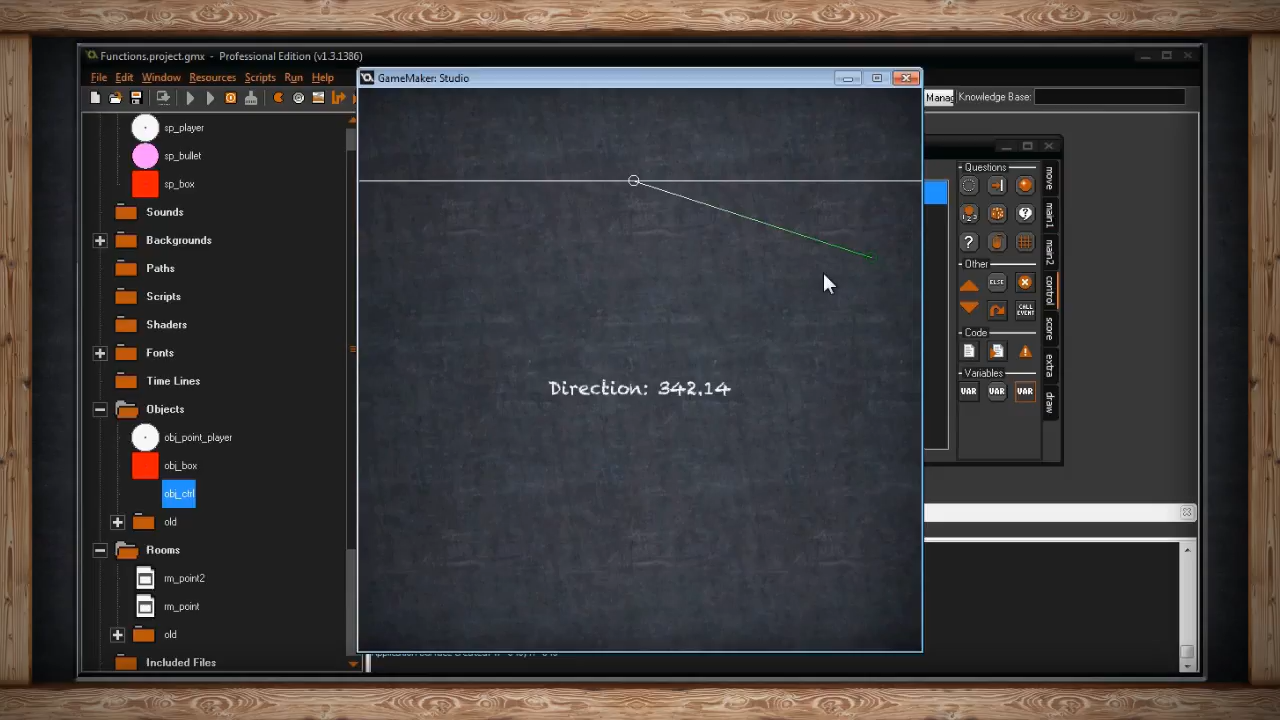 Functions.project.gmx - Professional Edition (v1.3.1386)
File Edit Window Resources Scripts Run Help
GameMaker: Studio
Manag
Knowledge Base:
sp_player
sp_bullet
sp_box
Sounds
Backgrounds
Paths
Scripts
Shaders
Fonts
Time Lines
Objects
obj_point_player
obj_box
obj_ctrl
old
Rooms
rm_point2
rm_point
old
Included Files
Direction: 342.14
Questions
Other
ELSE
CALL EVENT
Code
Variables
VAR VAR VAR
move
main1
main2
control
score
extra
draw